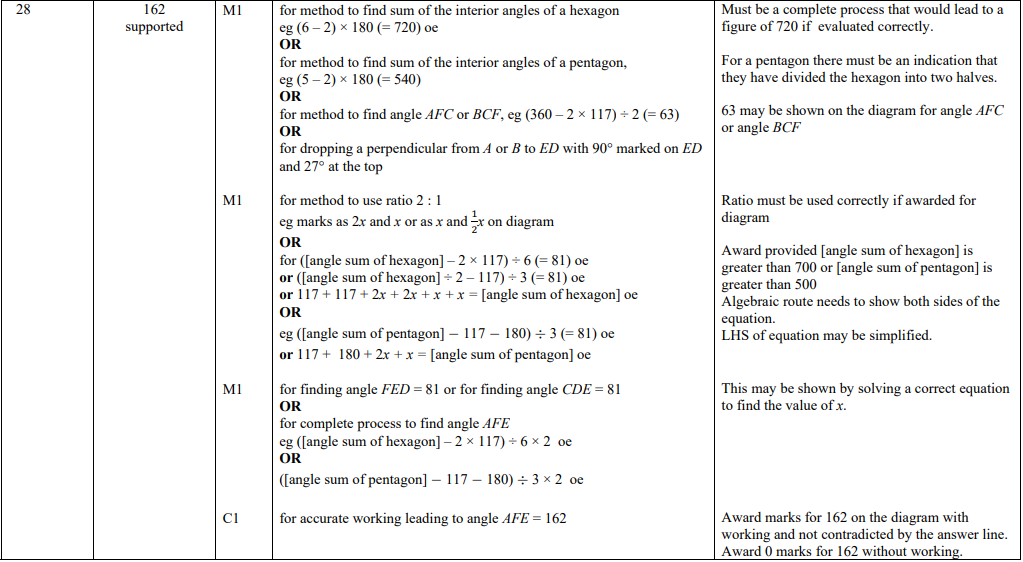 28
162
supported
M1
for method to find sum of the interior angles of a hexagon
eg (6 – 2) × 180 (= 720) oe
OR
for method to find sum of the interior angles of a pentagon,
eg (5 – 2) × 180 (= 540)
OR
for method to find angle AFC or BCF, eg (360 – 2 × 117) ÷ 2 (= 63)
OR
for dropping a perpendicular from A or B to ED with 90° marked on ED
and 27° at the top
Must be a complete process that would lead to a
figure of 720 if evaluated correctly.
For a pentagon there must be an indication that
they have divided the hexagon into two halves.
63 may be shown on the diagram for angle AFC
or angle BCF
M1
for method to use ratio 2 : 1
eg marks as 2x and x or as x and 1/2x on diagram
OR
for ([angle sum of hexagon] – 2 × 117) ÷ 6 (= 81) oe
or ([angle sum of hexagon] ÷ 2 – 117) ÷ 3 (= 81) oe
or 117 + 117 + 2x + 2x + x + x = [angle sum of hexagon] oe
OR
eg ([angle sum of pentagon] – 117 – 180) ÷ 3 (= 81) oe
or 117 + 180 + 2x + x = [angle sum of pentagon] oe
Ratio must be used correctly if awarded for
diagram
Award provided [angle sum of hexagon] is
greater than 700 or [angle sum of pentagon] is
greater than 500
Algebraic route needs to show both sides of the
equation.
LHS of equation may be simplified.
M1
for finding angle FED = 81 or for finding angle CDE = 81
OR
for complete process to find angle AFE
eg ([angle sum of hexagon] – 2 × 117) ÷ 6 × 2 oe
OR
([angle sum of pentagon] – 117 – 180) ÷ 3 × 2 oe
This may be shown by solving a correct equation
to find the value of x.
C1
for accurate working leading to angle AFE = 162
Award marks for 162 on the diagram with
working and not contradicted by the answer line.
Award 0 marks for 162 without working.